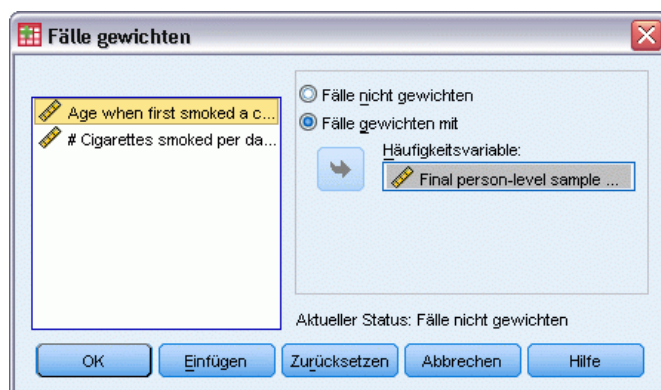 Fälle gewichten
Age when first smoked a c...
# Cigarettes smoked per da...
Fälle nicht gewichten
Fälle gewichten mit
Häufigkeitsvariable:
Final person-level sample ...
Aktueller Status: Fälle nicht gewichten
OK
Einfügen
Zurücksetzen
Abbrechen
Hilfe